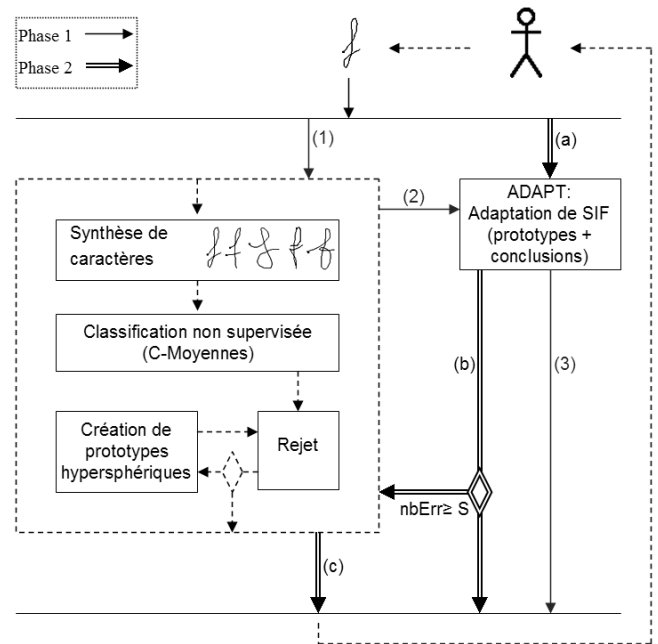 Phase 1
Phase 2
f
(1)
(a)
(2)
ADAPT:
Adaptation de SIF
(prototypes +
conclusions)
Synthèse de
caractères
f f f f f
Classification non supervisée
(C-Moyennes)
(b)
(3)
Création de
prototypes
hypersphériques
Rejet
nbErr≥ S
(c)